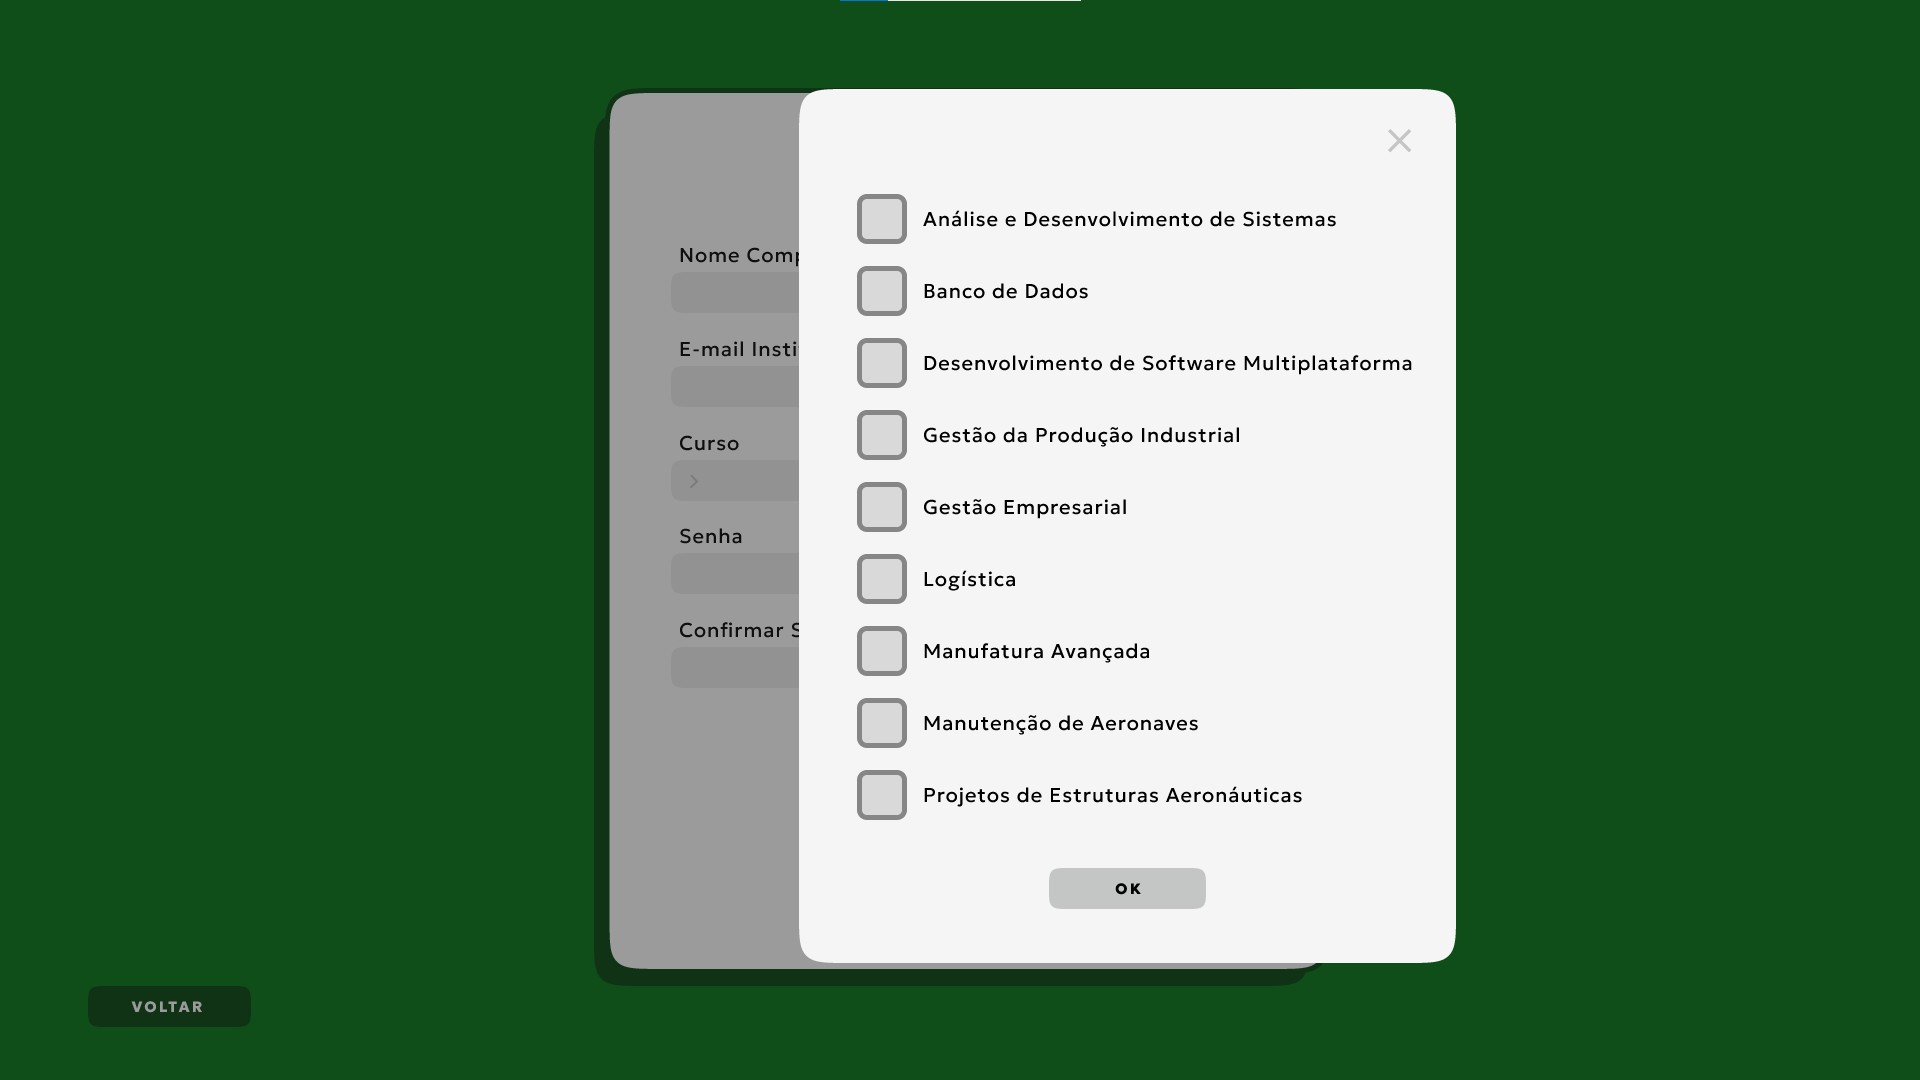 Nome Comp
E-mail Insti
Curso
Senha
Confirmar S
Análise e Desenvolvimento de Sistemas
Banco de Dados
Desenvolvimento de Software Multiplataforma
Gestão da Produção Industrial
Gestão Empresarial
Logística
Manufatura Avançada
Manutenção de Aeronaves
Projetos de Estruturas Aeronáuticas
OK
VOLTAR